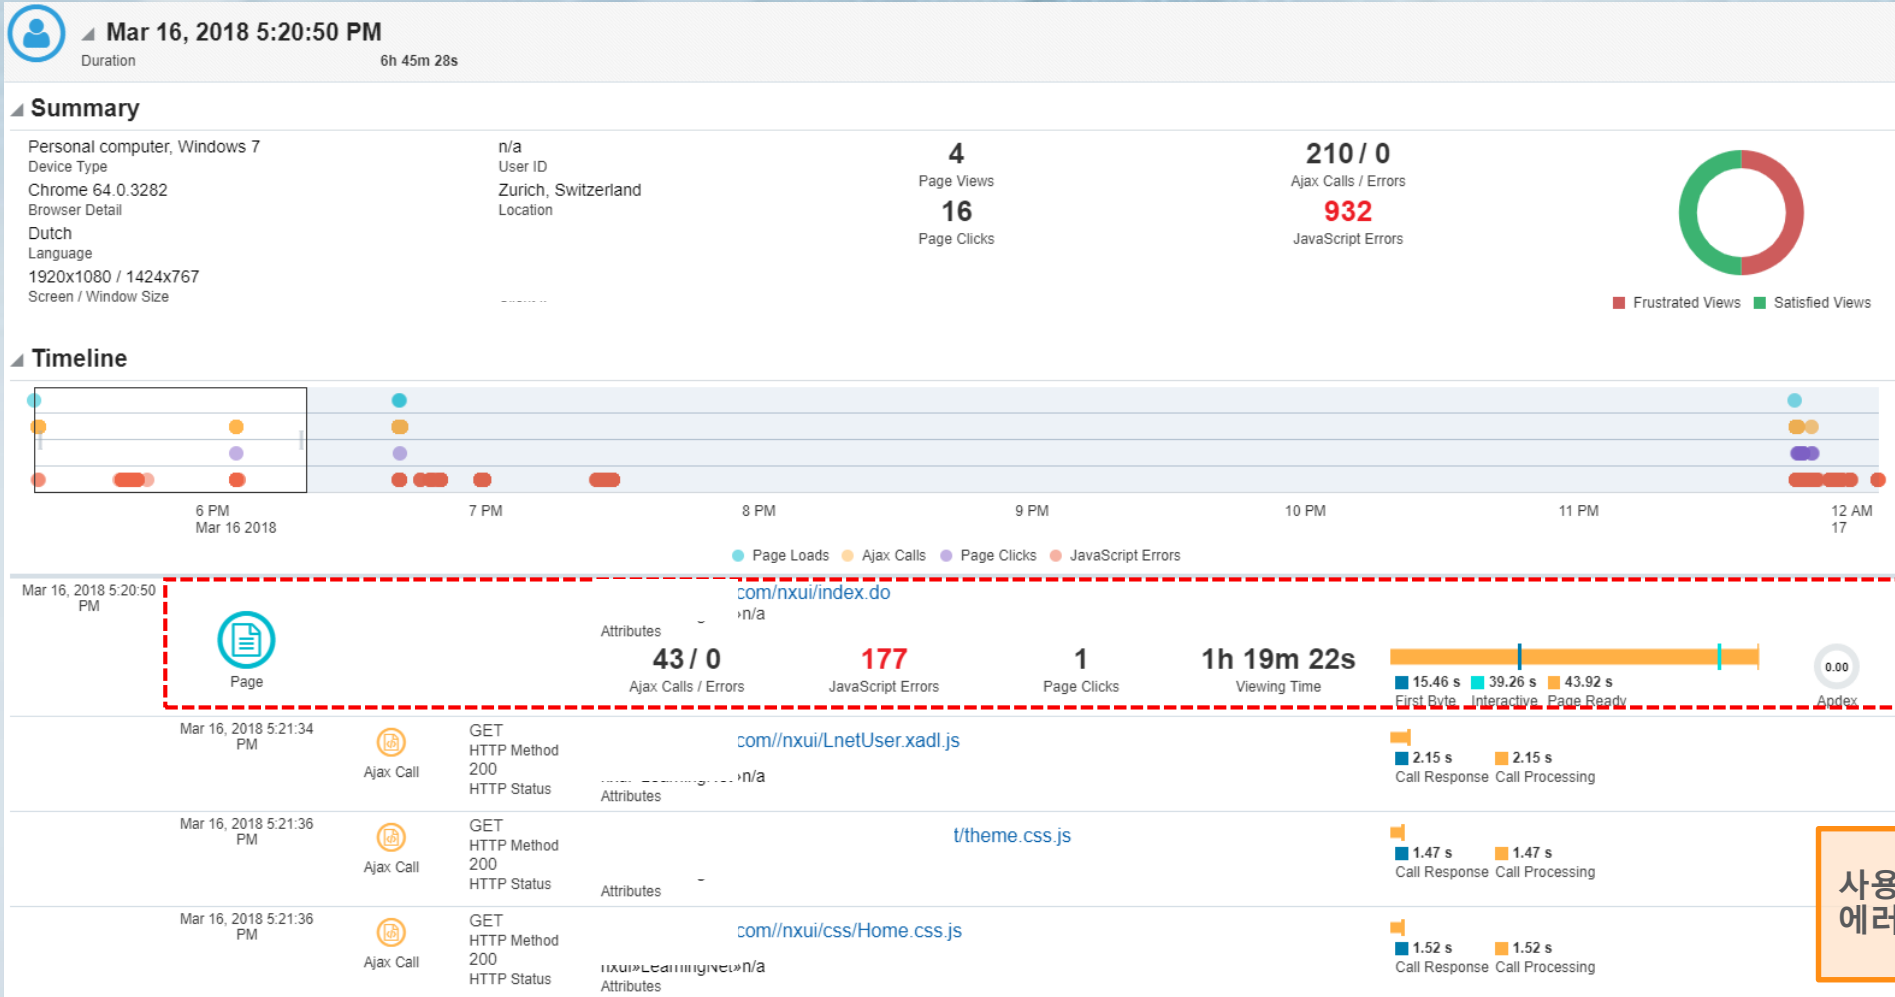 Mar 16, 2018 5:20:50 PM
Duration 6h 45m 28s
Summary
Personal computer, Windows 7
Device Type
Chrome 64.0.3282
Browser Detail
Dutch
Language
1920x1080 / 1424x767
Screen / Window Size
n/a
User ID
Zurich, Switzerland
Location
4
Page Views
16
Page Clicks
210 / 0
Ajax Calls / Errors
932
JavaScript Errors
Frustrated Views Satisfied Views
Timeline
6 PM 7 PM 8 PM 9 PM 10 PM 11 PM 12 AM
Mar 16 2018 17
Page Loads Ajax Calls Page Clicks JavaScript Errors
Mar 16, 2018 5:20:50
PM
Page
com/nxui/index.do
n/a
Attributes
43 / 0
Ajax Calls / Errors
177
JavaScript Errors
1
Page Clicks
1h 19m 22s
Viewing Time
15.46 s 39.26 s 43.92 s
First Byte Interactive Page Ready
0.00
Apdex
Mar 16, 2018 5:21:34
PM
Ajax Call
GET
HTTP Method
200
HTTP Status
com//nxui/LnetUser.xadl.js
»n/a
Attributes
2.15 s 2.15 s
Call Response Call Processing
Mar 16, 2018 5:21:36
PM
Ajax Call
GET
HTTP Method
200
HTTP Status
t/theme.css.js
Attributes
1.47 s 1.47 s
Call Response Call Processing
Mar 16, 2018 5:21:36
PM
Ajax Call
GET
HTTP Method
200
HTTP Status
com//nxui/css/Home.css.js
nxui»LearningNet»n/a
Attributes
1.52 s 1.52 s
Call Response Call Processing
사용
에러